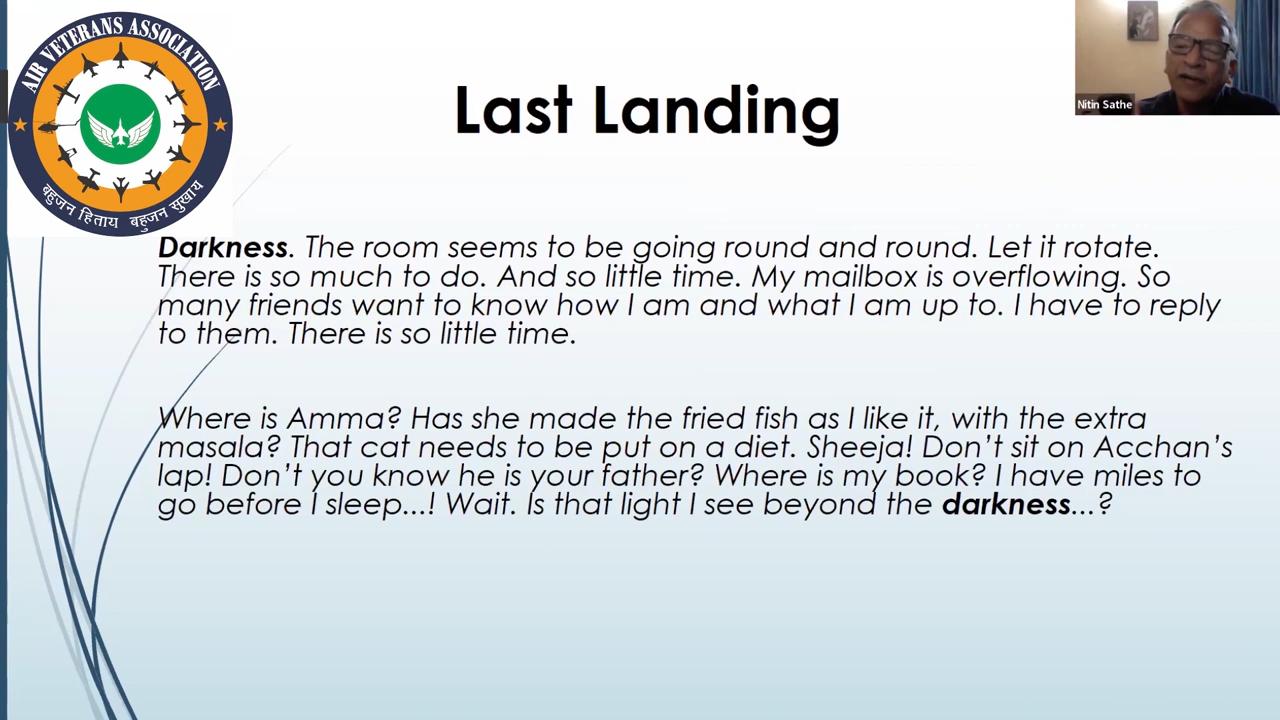 AIR VETERANS ASSOCIATION
बहुजन हिताय बहुजन सुखाय
Nitin Sathe
Last Landing
Darkness. The room seems to be going round and round. Let it rotate.
There is so much to do. And so little time. My mailbox is overflowing. So
many friends want to know how I am and what I am up to. I have to reply
to them. There is so little time.
Where is Amma? Has she made the fried fish as I like it, with the extra
masala? That cat needs to be put on a diet. Sheeja! Don’t sit on Acchan’s
lap! Don’t you know he is your father? Where is my book? I have miles to
go before I sleep...! Wait. Is that light I see beyond the darkness...?